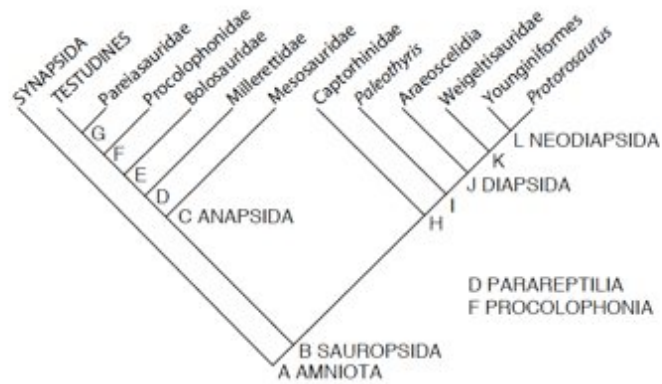 SYNAPSIDA
TESTUDINES
Pareiasauridae
Procolophonidae
Bolosauridae
Millerettidae
Mesosauridae
Captorhinidae
Paleothyris
Araeoscelidia
Weigeltisauridae
Younginiformes
Protorosaurus
G
F
E
D
C ANAPSIDA
L NEODIAPSIDA
K
J DIAPSIDA
I
H
D PARAREPTILIA
F PROCOLOPHONIA
B SAUROPSIDA
A AMNIOTA